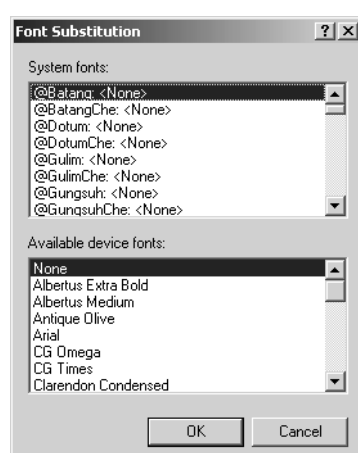 Font Substitution
System fonts:
@Batang: <None>
@BatangChe: <None>
@Dotum: <None>
@DotumChe: <None>
@Gulim: <None>
@GulimChe: <None>
@Gungsuh: <None>
@GungsuhChe: <None>
Available device fonts:
None
Albertus Extra Bold
Albertus Medium
Antique Olive
Arial
CG Omega
CG Times
Clarendon Condensed
OK Cancel